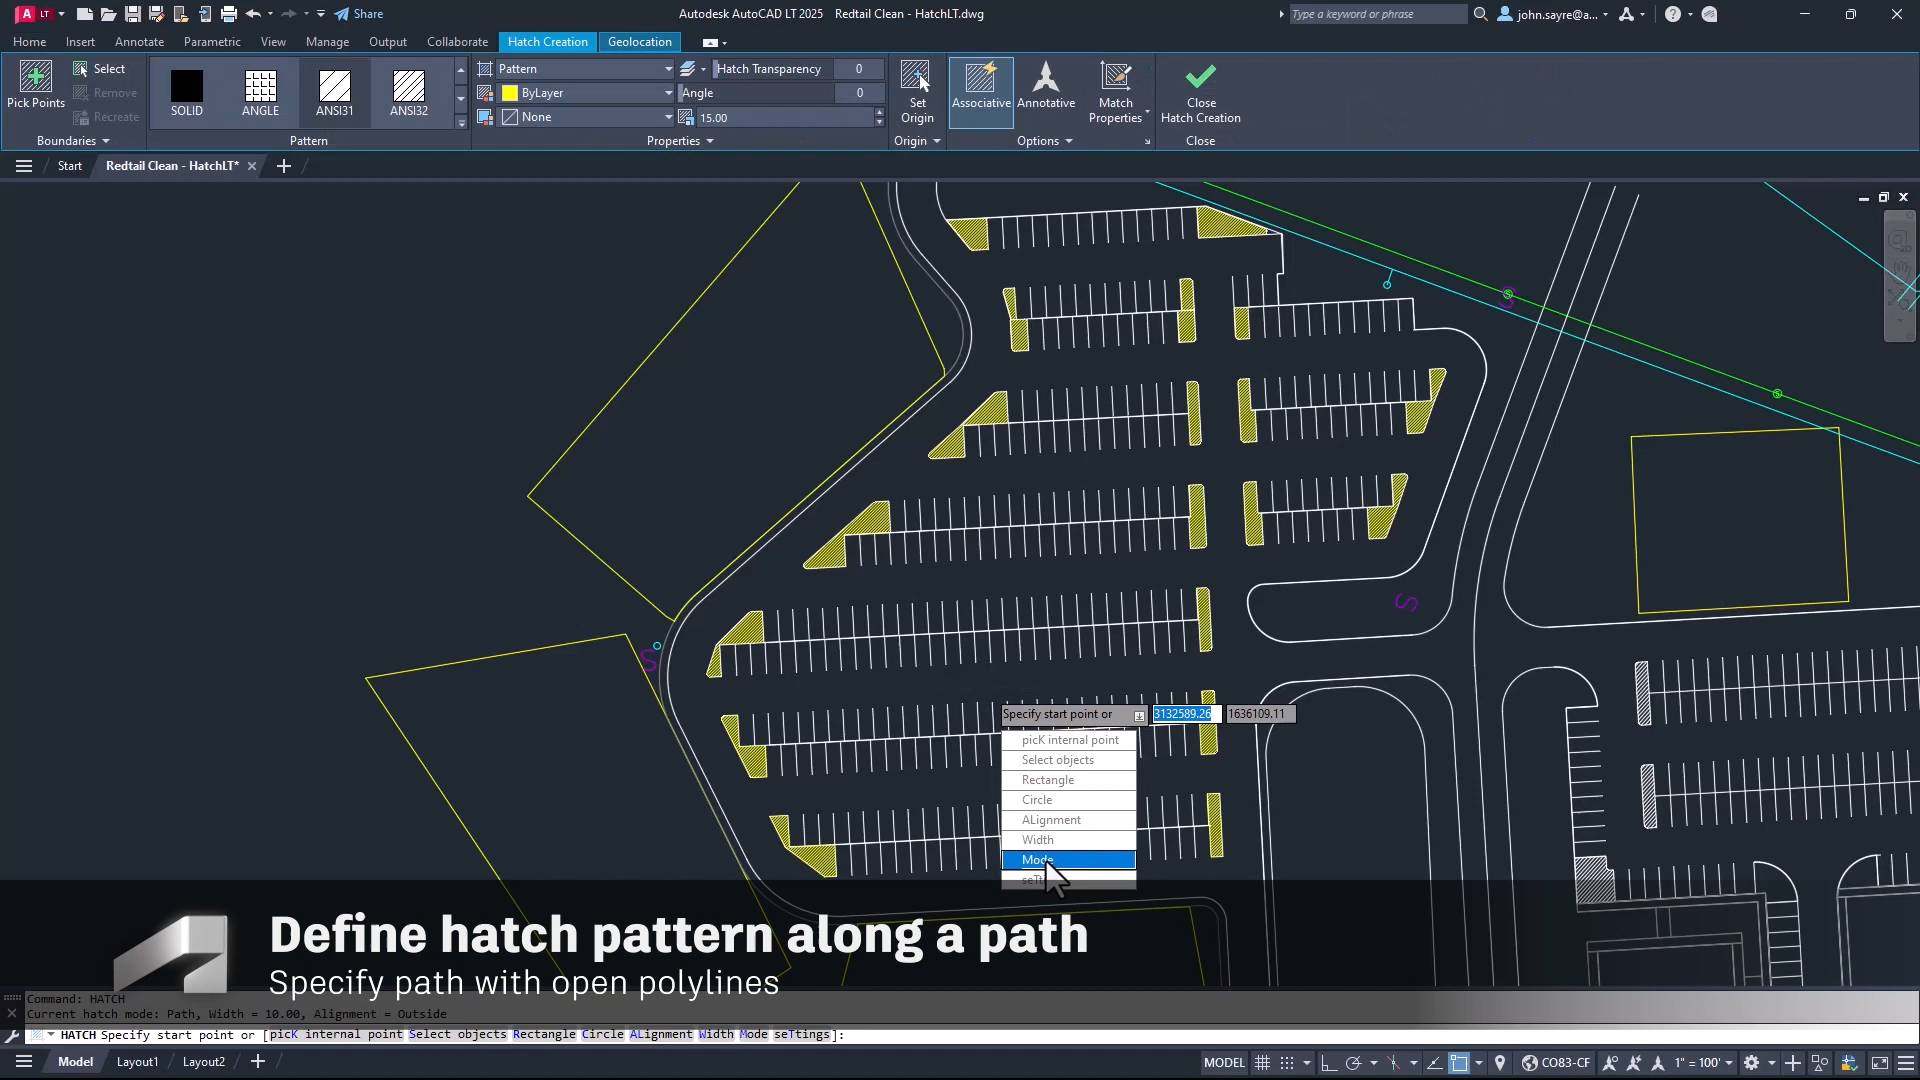 LT
Share
Autodesk AutoCAD LT 2025 Redtail Clean - HatchLT.dwg
Type a keyword or phrase
john.sayre@a...
Home Insert Annotate Parametric View Manage Output Collaborate Hatch Creation Geolocation
Pick Points
Select
Remove
Recreate
Boundaries
SOLID
ANGLE
ANSI31
ANSI32
Pattern
Pattern
ByLayer
None
Hatch Transparency 0
Angle 0
15.00
Properties
Set
Origin
Origin
Associative
Annotative
Match
Properties
Options
Close
Hatch Creation
Close
Start
Redtail Clean - HatchLT*
S
S
S
Specify start point or
3132589.26
1636109.11
picK internal point
Select objects
Rectangle
Circle
ALignment
Width
Mode
Define hatch pattern along a path
Specify path with open polylines
Command: HATCH
Current hatch mode: Path, Width = 10.00, Alignment = Outside
HATCH Specify start point or [picK internal point Select objects Rectangle Circle ALignment Width Mode seTtings]:
Model Layout1 Layout2
MODEL
CO83-CF
1" = 100'